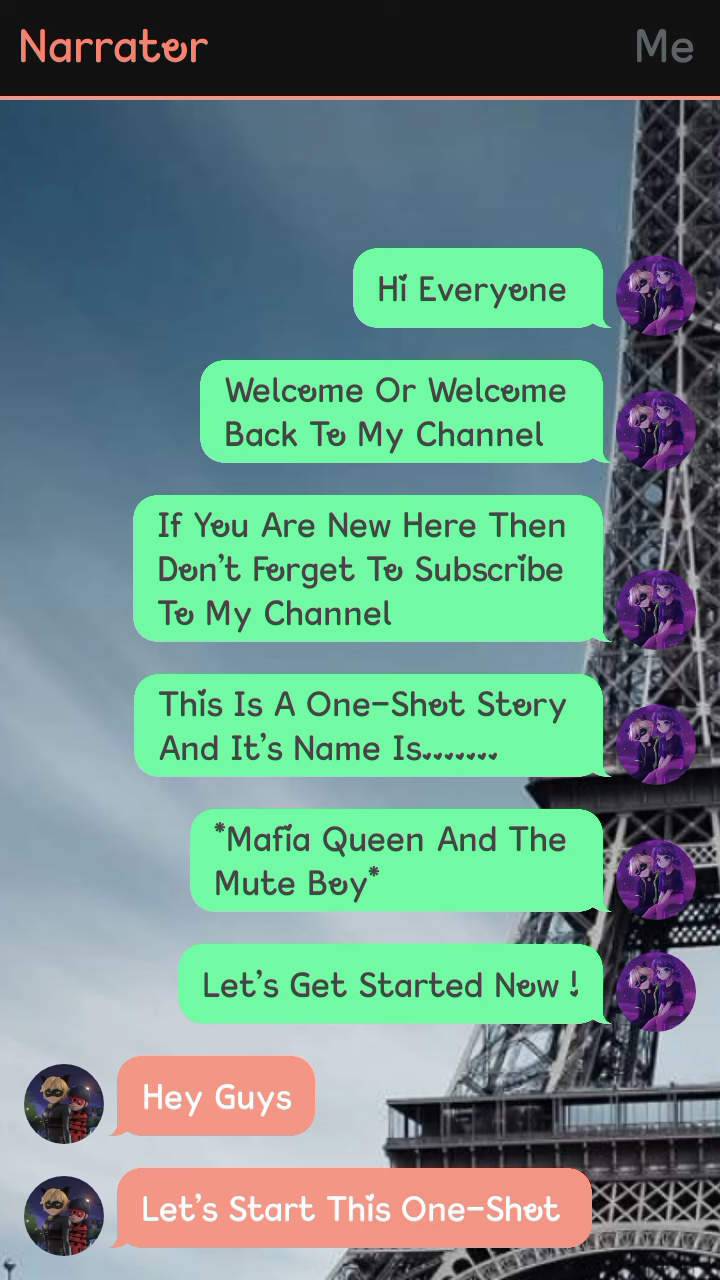 Narrator
Me
Hi Everyone
Welcome Or Welcome
Back To My Channel
If You Are New Here Then
Don't Forget To Subscribe
To My Channel
This Is A One-Shot Story
And It's Name Is.......
*Mafia Queen And The
Mute Boy*
Let's Get Started Now !
Hey Guys
Let's Start This One-Shot